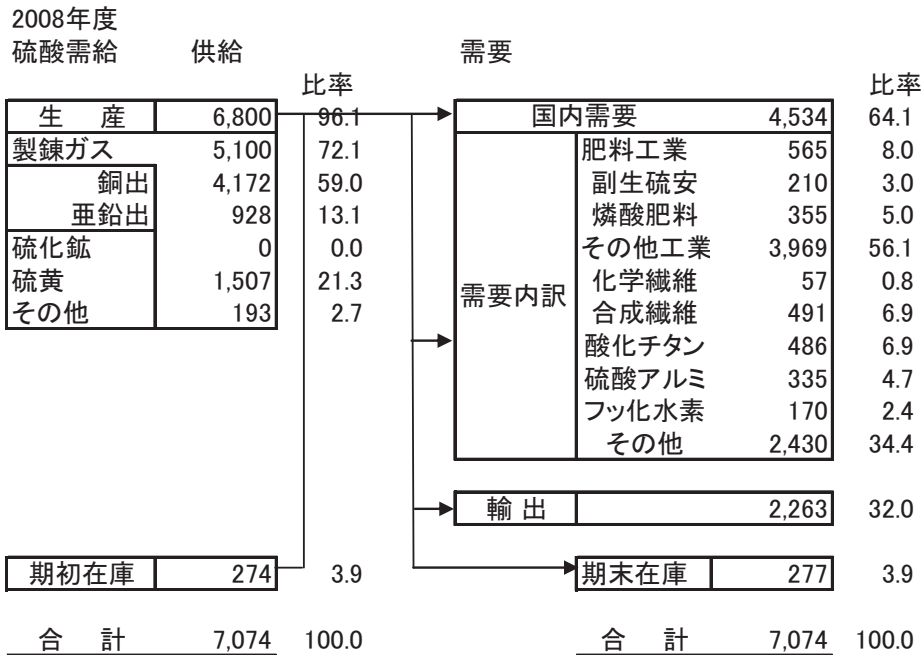 2008年度
硫酸需給 供給 需要
比率 比率
生 産 6,800 96.1 国内需要 4,534 64.1
製錬ガス 5,100 72.1 肥料工業 565 8.0
銅出 4,172 59.0 副生硫安 210 3.0
亜鉛出 928 13.1 燐酸肥料 355 5.0
硫化鉱 0 0.0 その他工業 3,969 56.1
硫黄 1,507 21.3 需要内訳 化学繊維 57 0.8
その他 193 2.7 合成繊維 491 6.9
酸化チタン 486 6.9
硫酸アルミ 335 4.7
フッ化水素 170 2.4
その他 2,430 34.4
輸 出 2,263 32.0
期初在庫 274 3.9 期末在庫 277 3.9
合 計 7,074 100.0 合 計 7,074 100.0